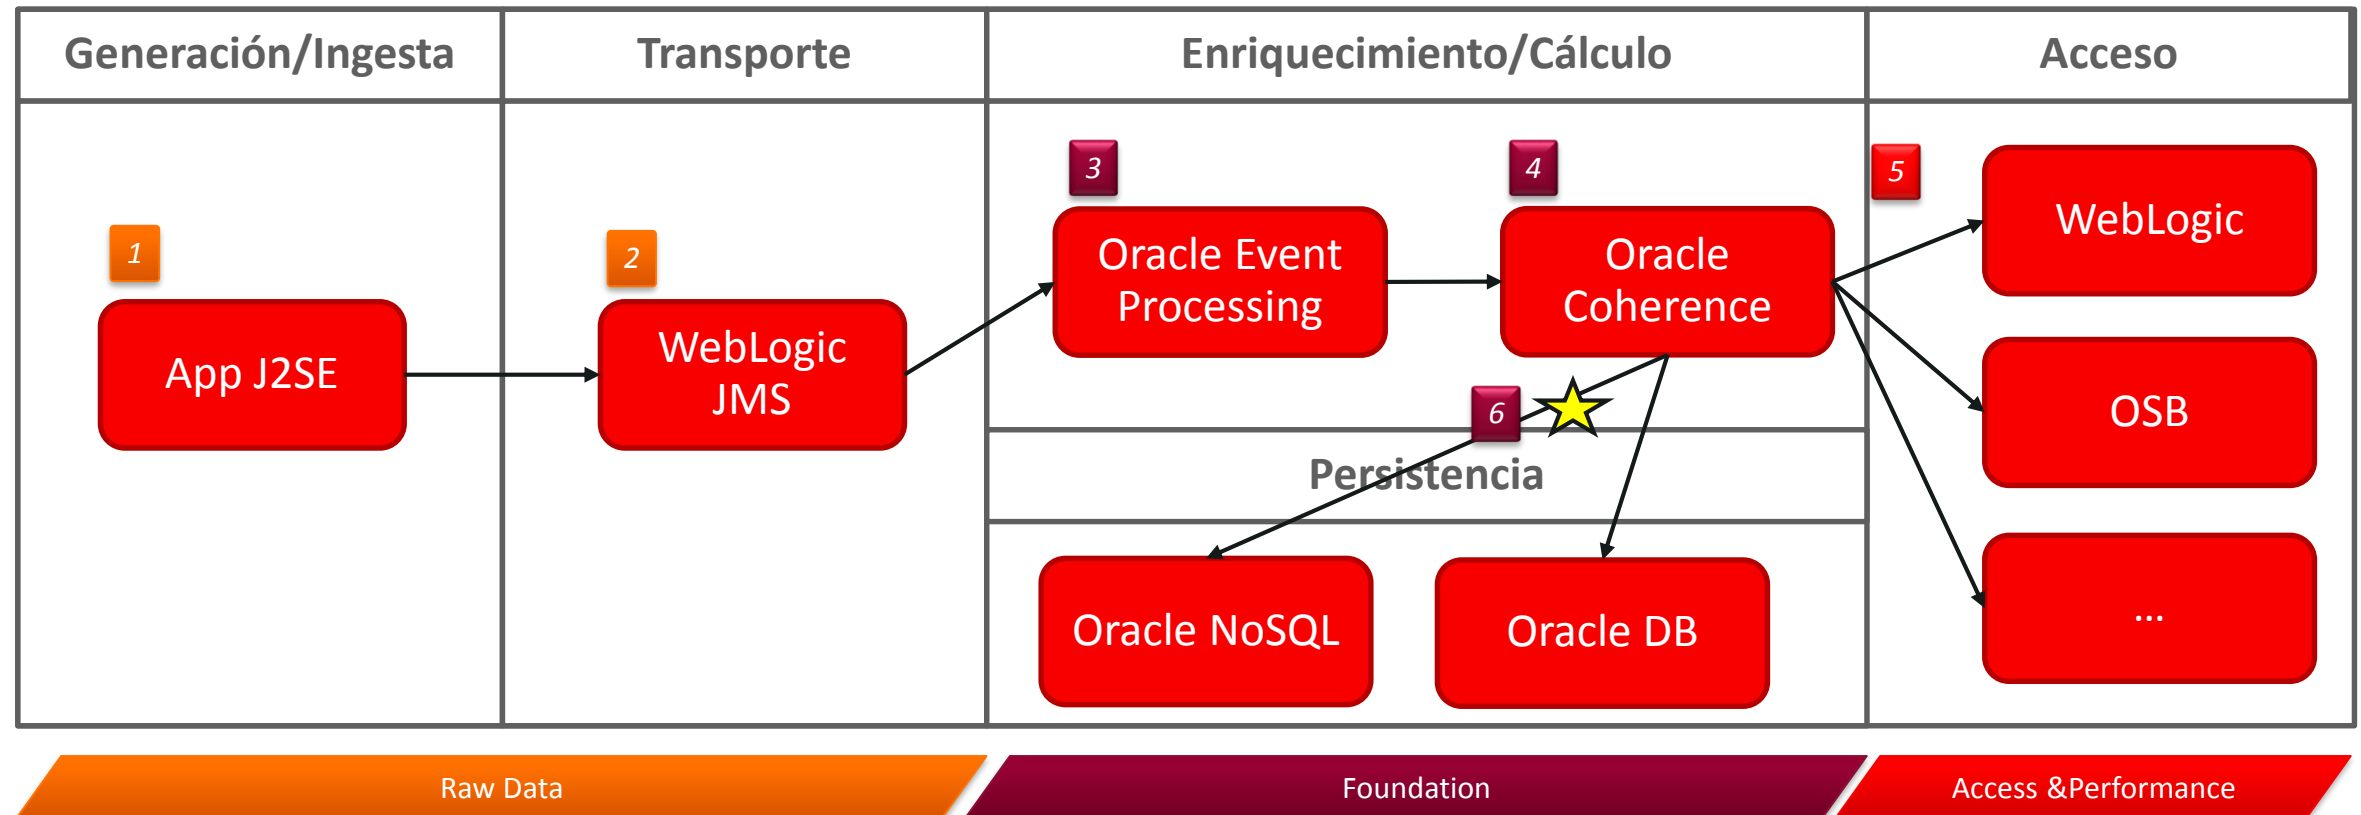 Generación/Ingesta
Transporte
Enriquecimiento/Cálculo
Acceso
1
App J2SE
2
WebLogic
JMS
3
Oracle Event
Processing
4
Oracle
Coherence
5
WebLogic
OSB
...
6
Persistencia
Oracle NoSQL
Oracle DB
Raw Data
Foundation
Access &Performance